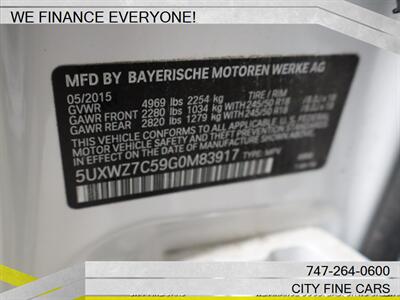 WE FINANCE EVERYONE!
MFD BY BAYERISCHE MOTOREN WERKE AG
05/2015
GVWR 4969 lbs 2254 kg TIRE / RIM
GAWR FRONT 2280 lbs 1034 kg WITH 245/50 R18
GAWR REAR 2820 lbs 1279 kg WITH 245/50 R18
THIS VEHICLE CONFORMS TO ALL APPLICABLE
FEDERAL MOTOR VEHICLE SAFETY AND THEFT
PREVENTION STANDARDS IN EFFECT ON THE
DATE OF MANUFACTURE SHOWN ABOVE
5UXWZ7C59G0M83917 TYPE: MPV
747-264-0600
CITY FINE CARS